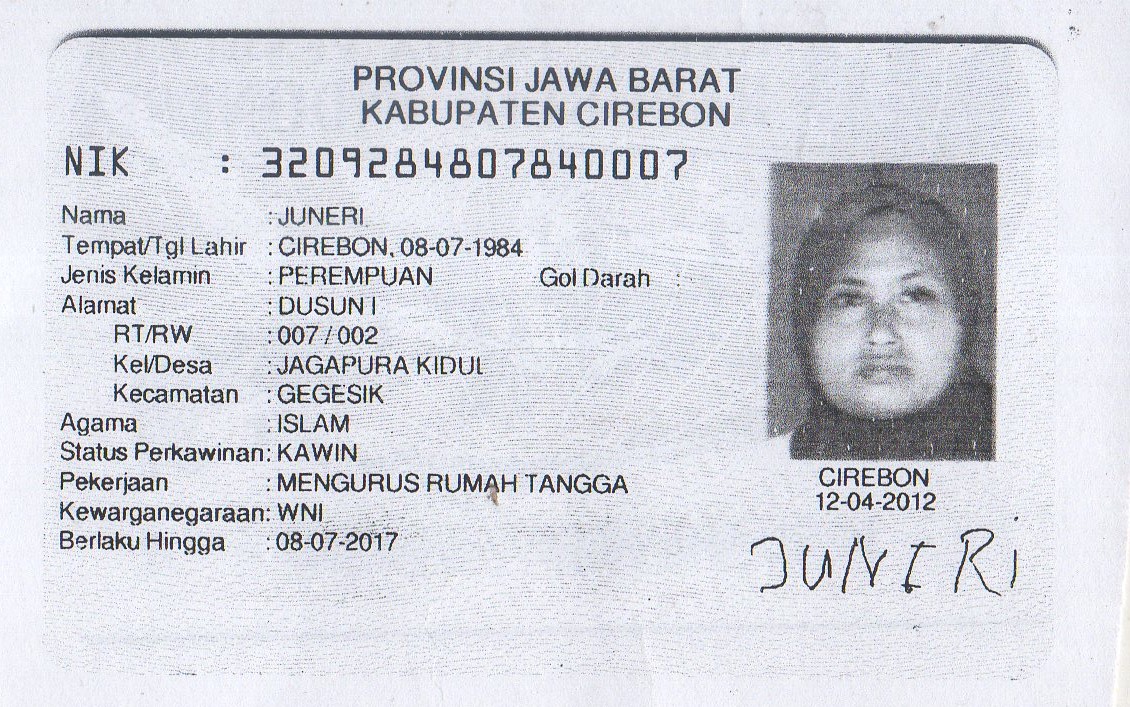 PROVINSI JAWA BARAT
KABUPATEN CIREBON
NIK : 3209284807840007
Nama : JUNERI
Tempat/Tgl Lahir : CIREBON, 08-07-1984
Jenis Kelamin : PEREMPUAN Gol Darah :
Alamat : DUSUN I
RT/RW : 007 / 002
Kel/Desa : JAGAPURA KIDUL
Kecamatan : GEGESIK
Agama : ISLAM
Status Perkawinan: KAWIN
Pekerjaan : MENGURUS RUMAH TANGGA
Kewarganegaraan: WNI
Berlaku Hingga : 08-07-2017
CIREBON
12-04-2012
JUNERI